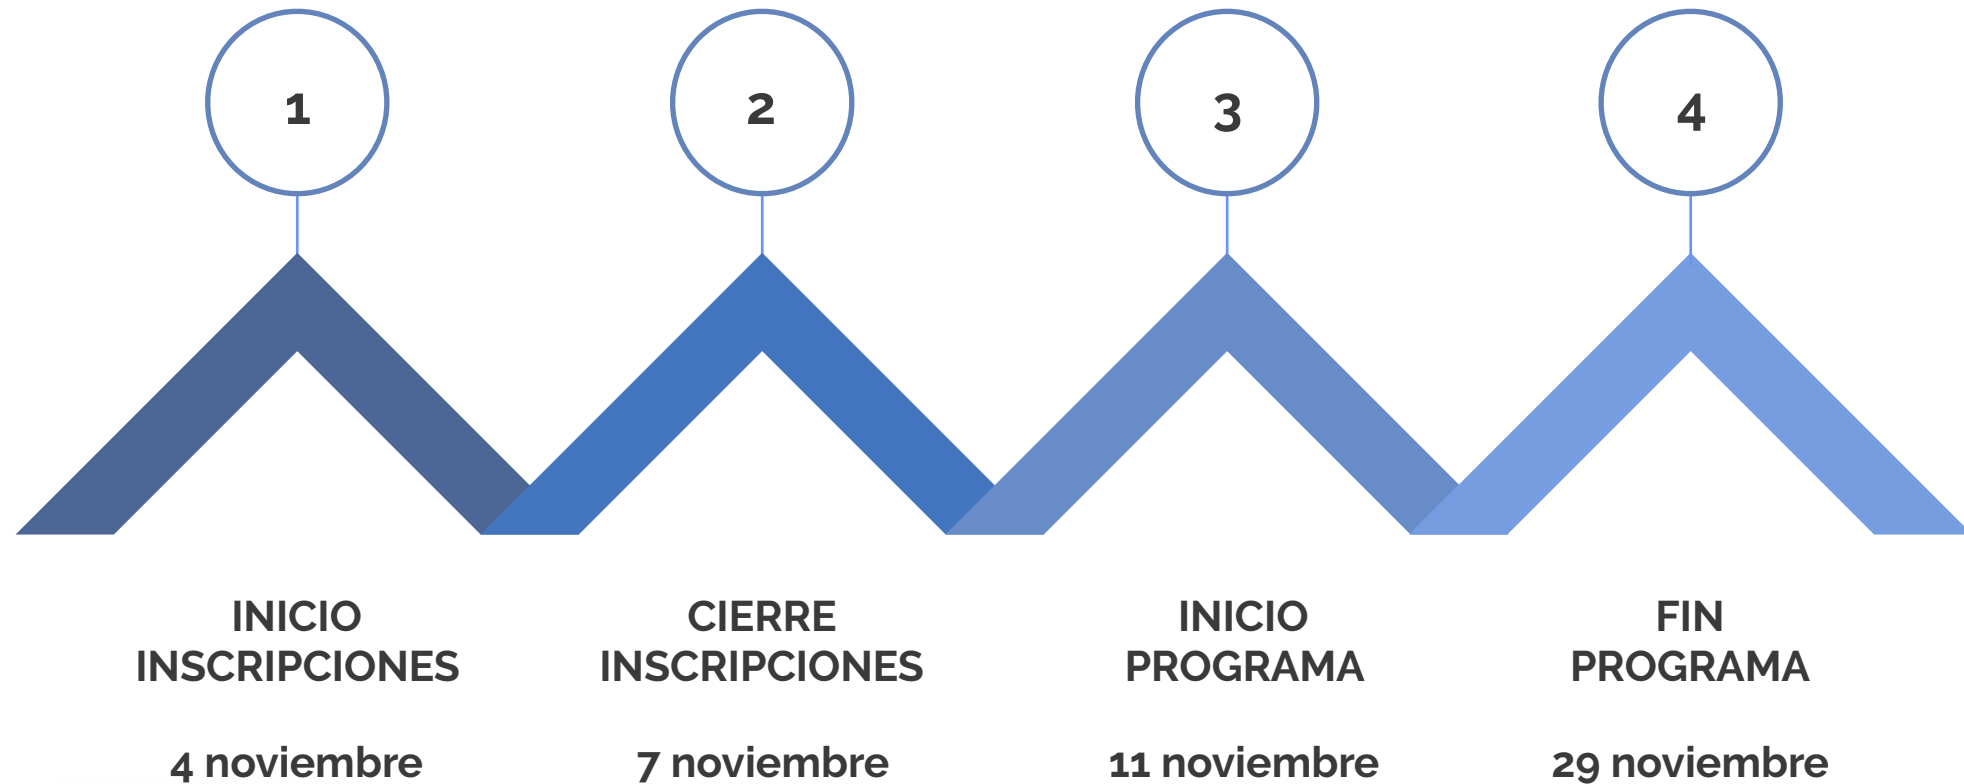 1
2
3
4
INICIO
INSCRIPCIONES
4 noviembre
CIERRE
INSCRIPCIONES
7 noviembre
INICIO
PROGRAMA
11 noviembre
FIN
PROGRAMA
29 noviembre